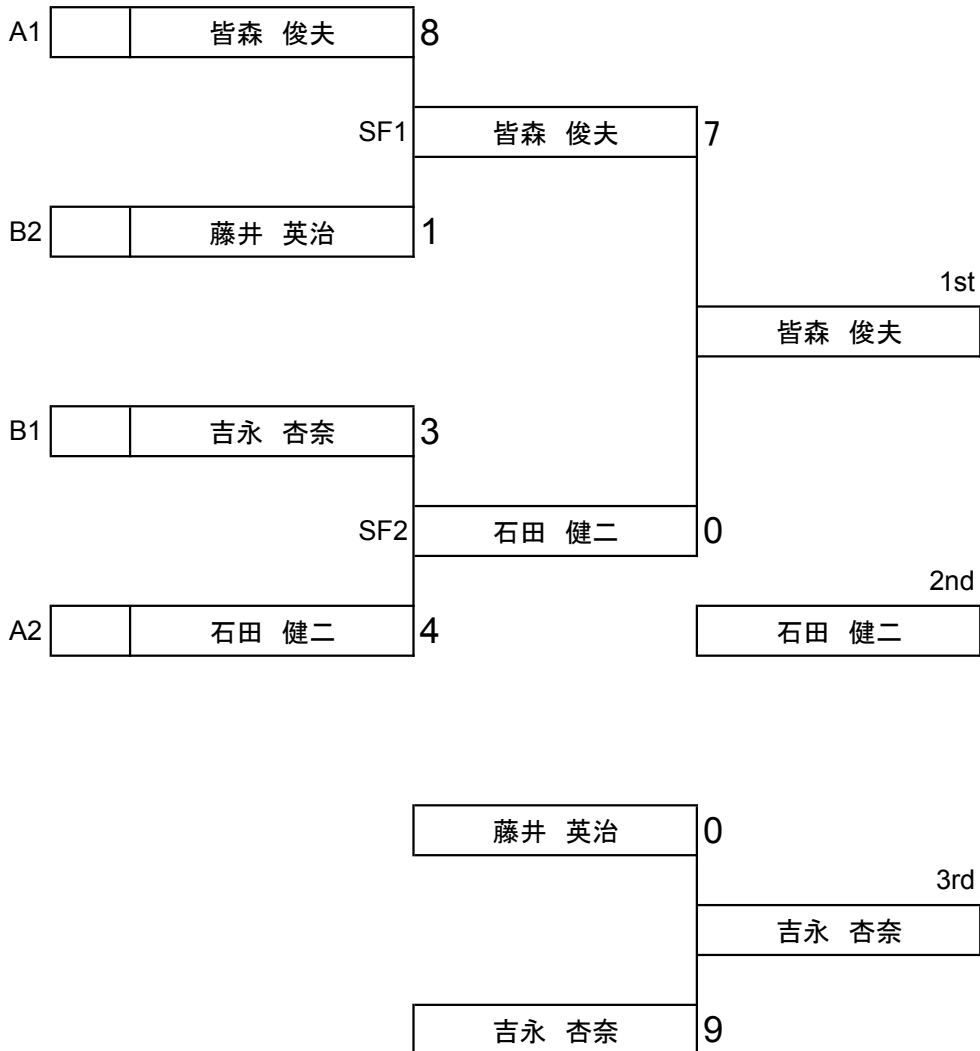 A1 皆森 俊夫 8
SF1 皆森 俊夫 7
B2 藤井 英治 1
1st
皆森 俊夫
B1 吉永 杏奈 3
SF2 石田 健二 0
2nd
A2 石田 健二 4
石田 健二
藤井 英治 0
3rd
吉永 杏奈
吉永 杏奈 9